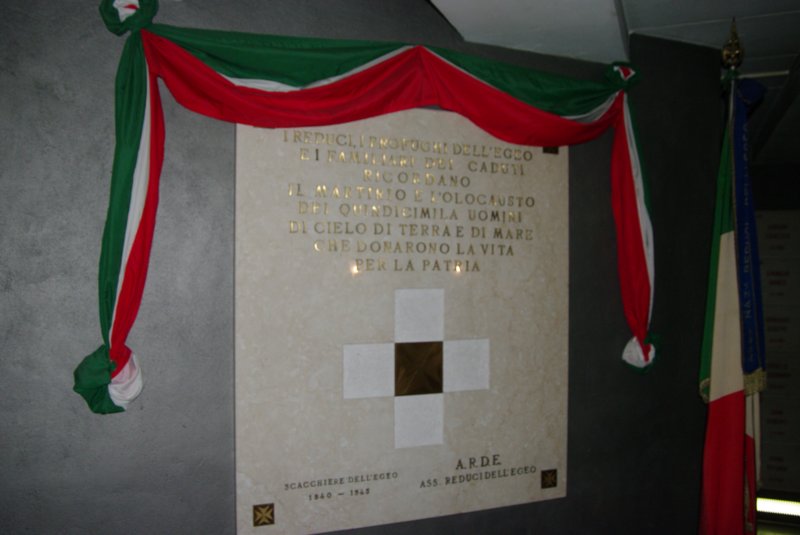 I REDUCI, I PROFUGHI DELL'EGEO
E I FAMILIARI DEI CADUTI
RICORDANO
IL MARTIRIO E L'OLOCAUSTO
DEI QUINDICIMILA UOMINI
DI CIELO DI TERRA E DI MARE
CHE DONARONO LA VITA
PER LA PATRIA
SCACCHIERE DELL'EGEO
1940 - 1945
A.R.D.E.
ASS. REDUCI DELL'EGEO